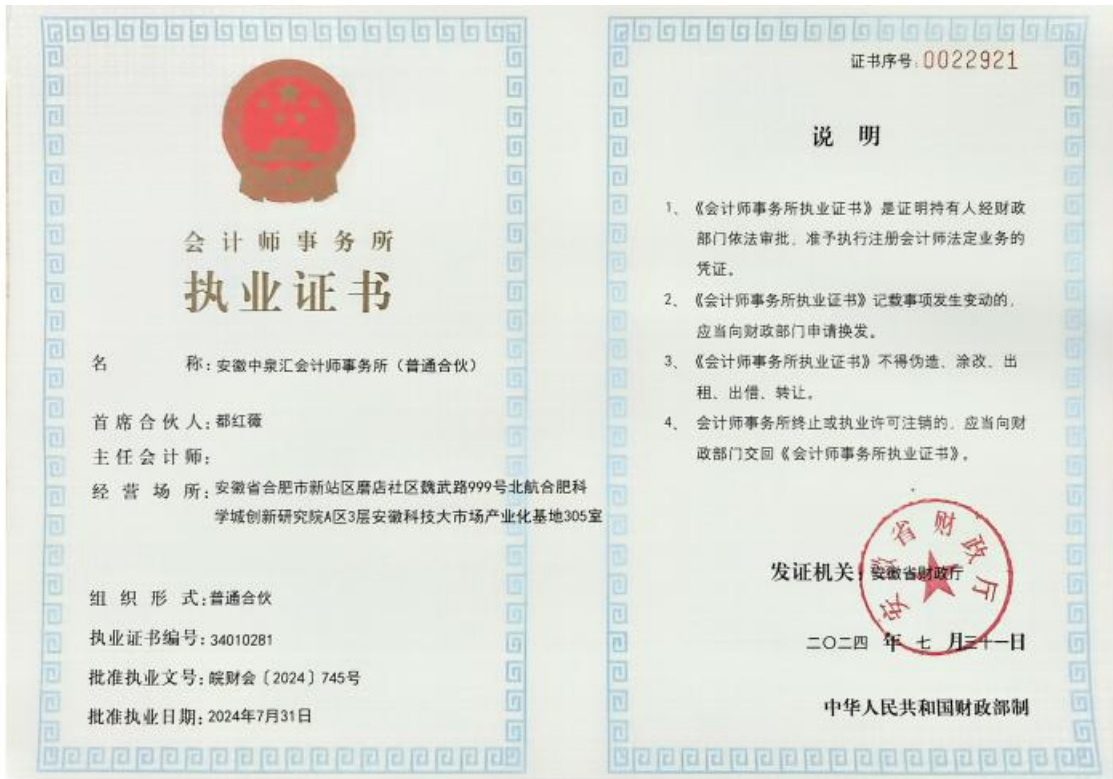 会计师事务所
执业证书
名 称：安徽中泉汇会计师事务所（普通合伙）
首席合伙人：都红薇
主任会计师：
经营场所：安徽省合肥市新站区磨店社区魏武路999号北航合肥科
学城创新研究院A区3层安徽科技大市场产业化基地305室
组织形式：普通合伙
执业证书编号：34010281
批准执业文号：皖财会〔2024〕745号
批准执业日期：2024年7月31日
证书序号：0022921
说 明
1、《会计师事务所执业证书》是证明持有人经财政
部门依法审批，准予执行注册会计师法定业务的
凭证。
2、《会计师事务所执业证书》记载事项发生变动的，
应当向财政部门申请换发。
3、《会计师事务所执业证书》不得伪造、涂改、出
租、出借、转让。
4、会计师事务所终止或执业许可注销的，应当向财
政部门交回《会计师事务所执业证书》。
安徽省财政厅
发证机关：安徽省财政厅
二〇二四年七月三十一日
中华人民共和国财政部制